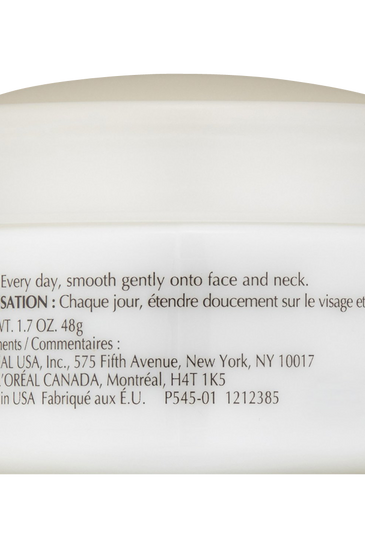 Every day, smooth gently onto face and neck.
SATION : Chaque jour, étendre doucement sur le visage et
WT. 1.7 OZ. 48g
ments / Commentaires :
AL USA, Inc., 575 Fifth Avenue, New York, NY 10017
L'ORÉAL CANADA, Montréal, H4T 1K5
in USA Fabriqué aux É.U. P545-01 1212385